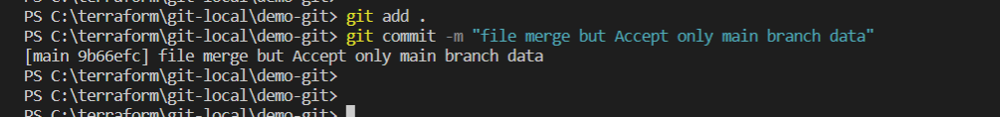 PS C:\terraform\git-local\demo-git> git add .
PS C:\terraform\git-local\demo-git> git commit -m "file merge but Accept only main branch data"
[main 9b66efc] file merge but Accept only main branch data
PS C:\terraform\git-local\demo-git>
PS C:\terraform\git-local\demo-git>
PS C:\terraform\git-local\demo-git>